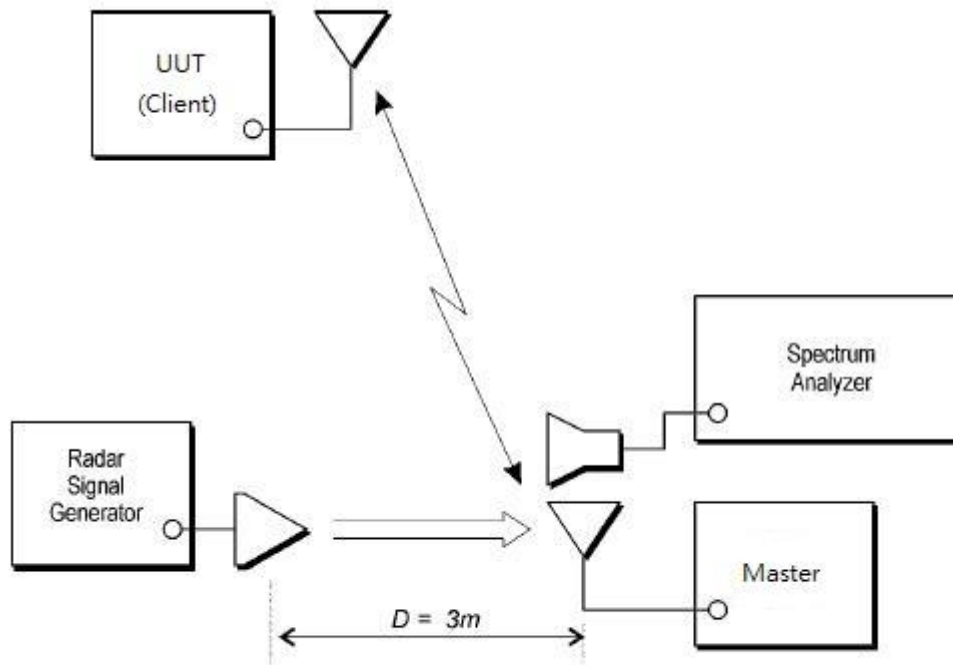 UUT
(Client)
Spectrum
Analyzer
Radar
Signal
Generator
Master
D = 3m